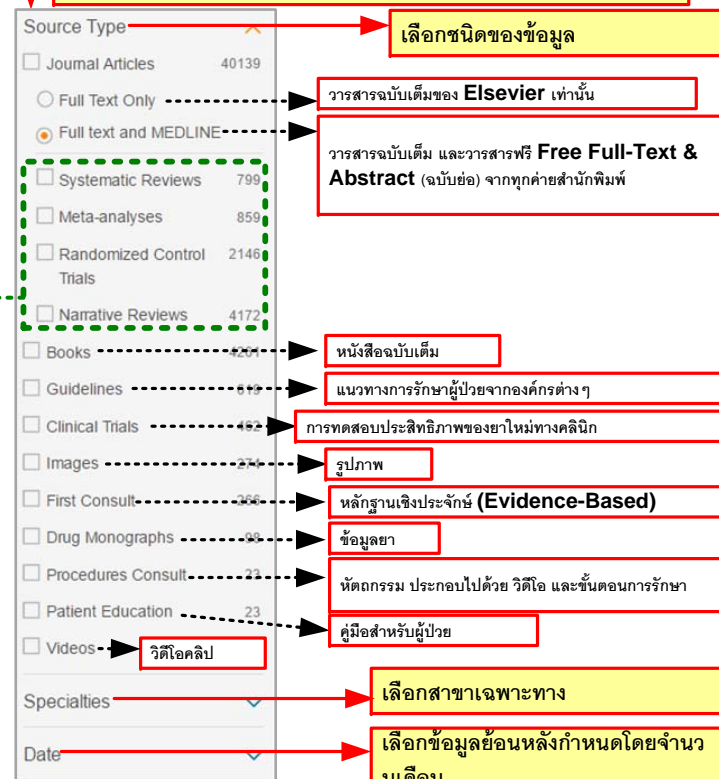 Source Type
เลือกชนิดของข้อมูล
Journal Articles 40139
Full Text Only
วารสารฉบับเต็มของ Elsevier เท่านั้น
Full text and MEDLINE
วารสารฉบับเต็ม และวารสารฟรี Free Full-Text &
Abstract (ฉบับย่อ) จากทุกค่ายสำนักพิมพ์
Systematic Reviews 799
Meta-analyses 859
Randomized Control 2146
Trials
Narrative Reviews 4172
Books 4261
หนังสือฉบับเต็ม
Guidelines 619
แนวทางการรักษาผู้ป่วยจากองค์กรต่างๆ
Clinical Trials 462
การทดสอบประสิทธิภาพของยาใหม่ทางคลินิก
Images 274
รูปภาพ
First Consult 266
หลักฐานเชิงประจักษ์ (Evidence-Based)
Drug Monographs 98
ข้อมูลยา
Procedures Consult 23
หัตถกรรม ประกอบไปด้วย วิดีโอ และขั้นตอนการรักษา
Patient Education 23
คู่มือสำหรับผู้ป่วย
Videos
วิดีโอคลิป
Specialties
เลือกสาขาเฉพาะทาง
Date
เลือกข้อมูลย้อนหลังกำหนดโดยจำนว
นเดือน